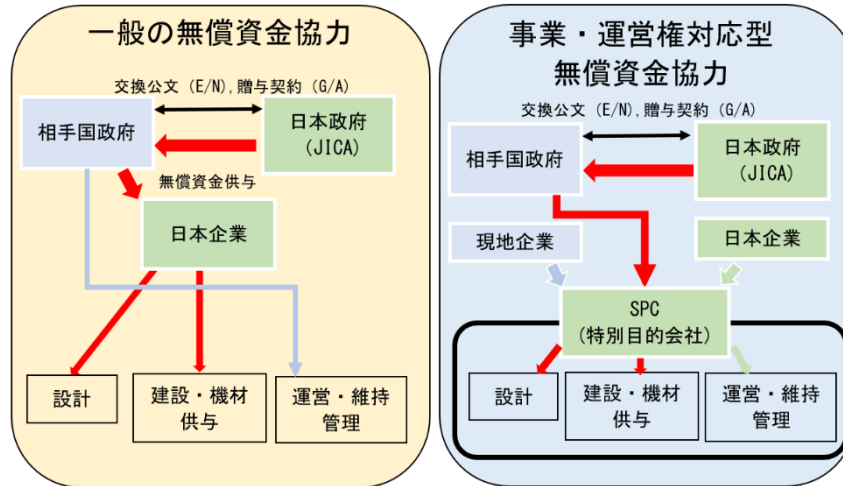 一般の無償資金協力
交換公文 (E/N),贈与契約 (G/A)
相手国政府
日本政府
(JICA)
無償資金供与
日本企業
設計
建設・機材
供与
運営・維持
管理
事業・運営権対応型
無償資金協力
交換公文 (E/N),贈与契約 (G/A)
相手国政府
日本政府
(JICA)
現地企業
日本企業
SPC
(特別目的会社)
設計
建設・機材
供与
運営・維持
管理